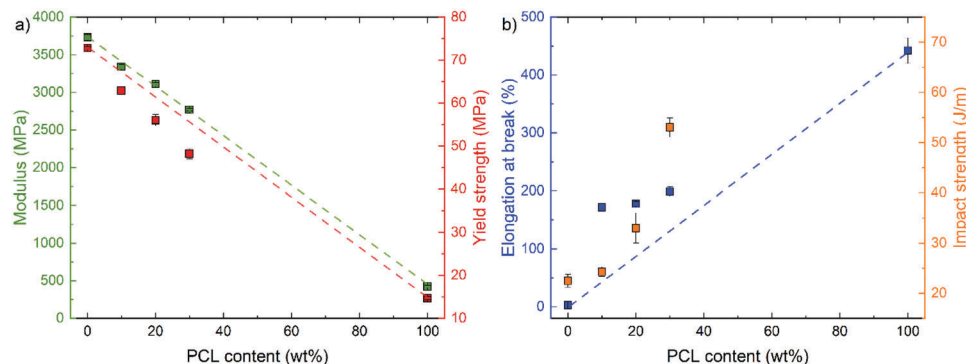 a)
4000
3500
3000
2500
2000
1500
1000
500
0
Modulus (MPa)
80
70
60
50
40
30
20
10
Yield strength (MPa)
0 20 40 60 80 100
PCL content (wt%)
b)
500
400
300
200
100
0
Elongation at break (%)
70
60
50
40
30
20
Impact strength (J/m)
0 20 40 60 80 100
PCL content (wt%)